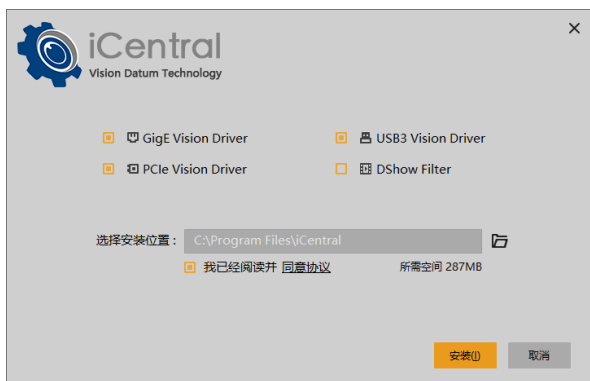 iCentral
Vision Datum Technology
GigE Vision Driver
USB3 Vision Driver
PCIe Vision Driver
DShow Filter
选择安装位置：
C:\Program Files\iCentral
我已经阅读并 同意协议
所需空间 287MB
安装(I)
取消